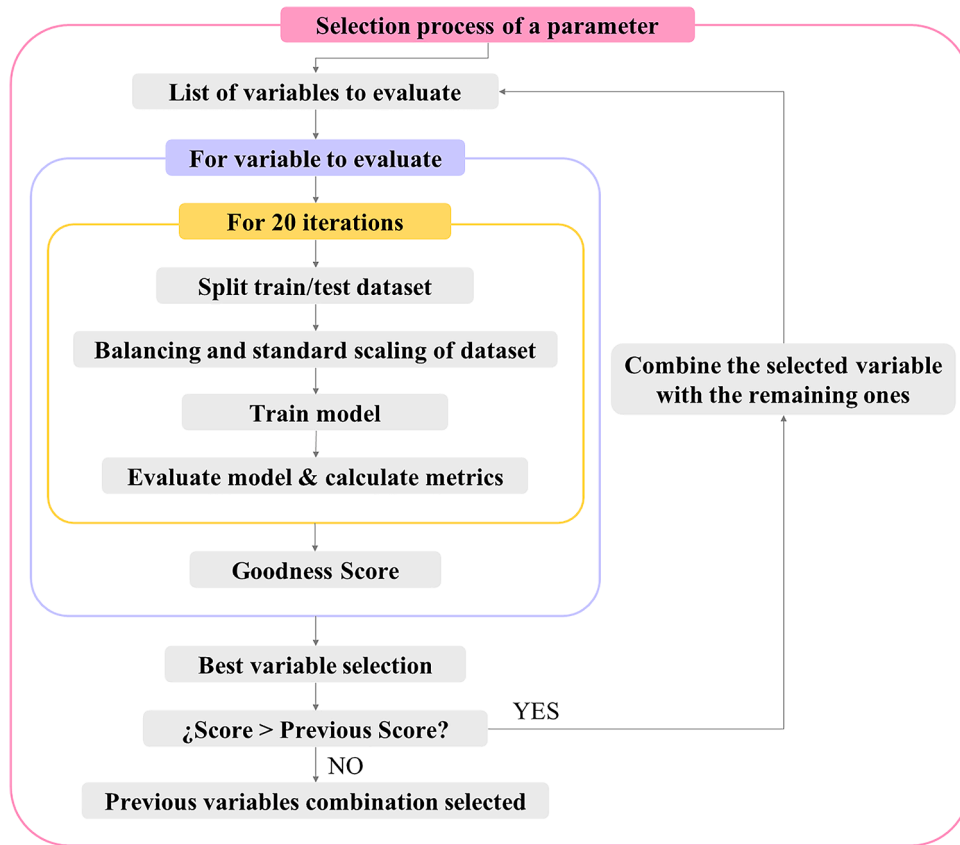 Selection process of a parameter
List of variables to evaluate
For variable to evaluate
For 20 iterations
Split train/test dataset
Balancing and standard scaling of dataset
Train model
Evaluate model & calculate metrics
Goodness Score
Best variable selection
¿Score > Previous Score?
YES
NO
Previous variables combination selected
Combine the selected variable
with the remaining ones